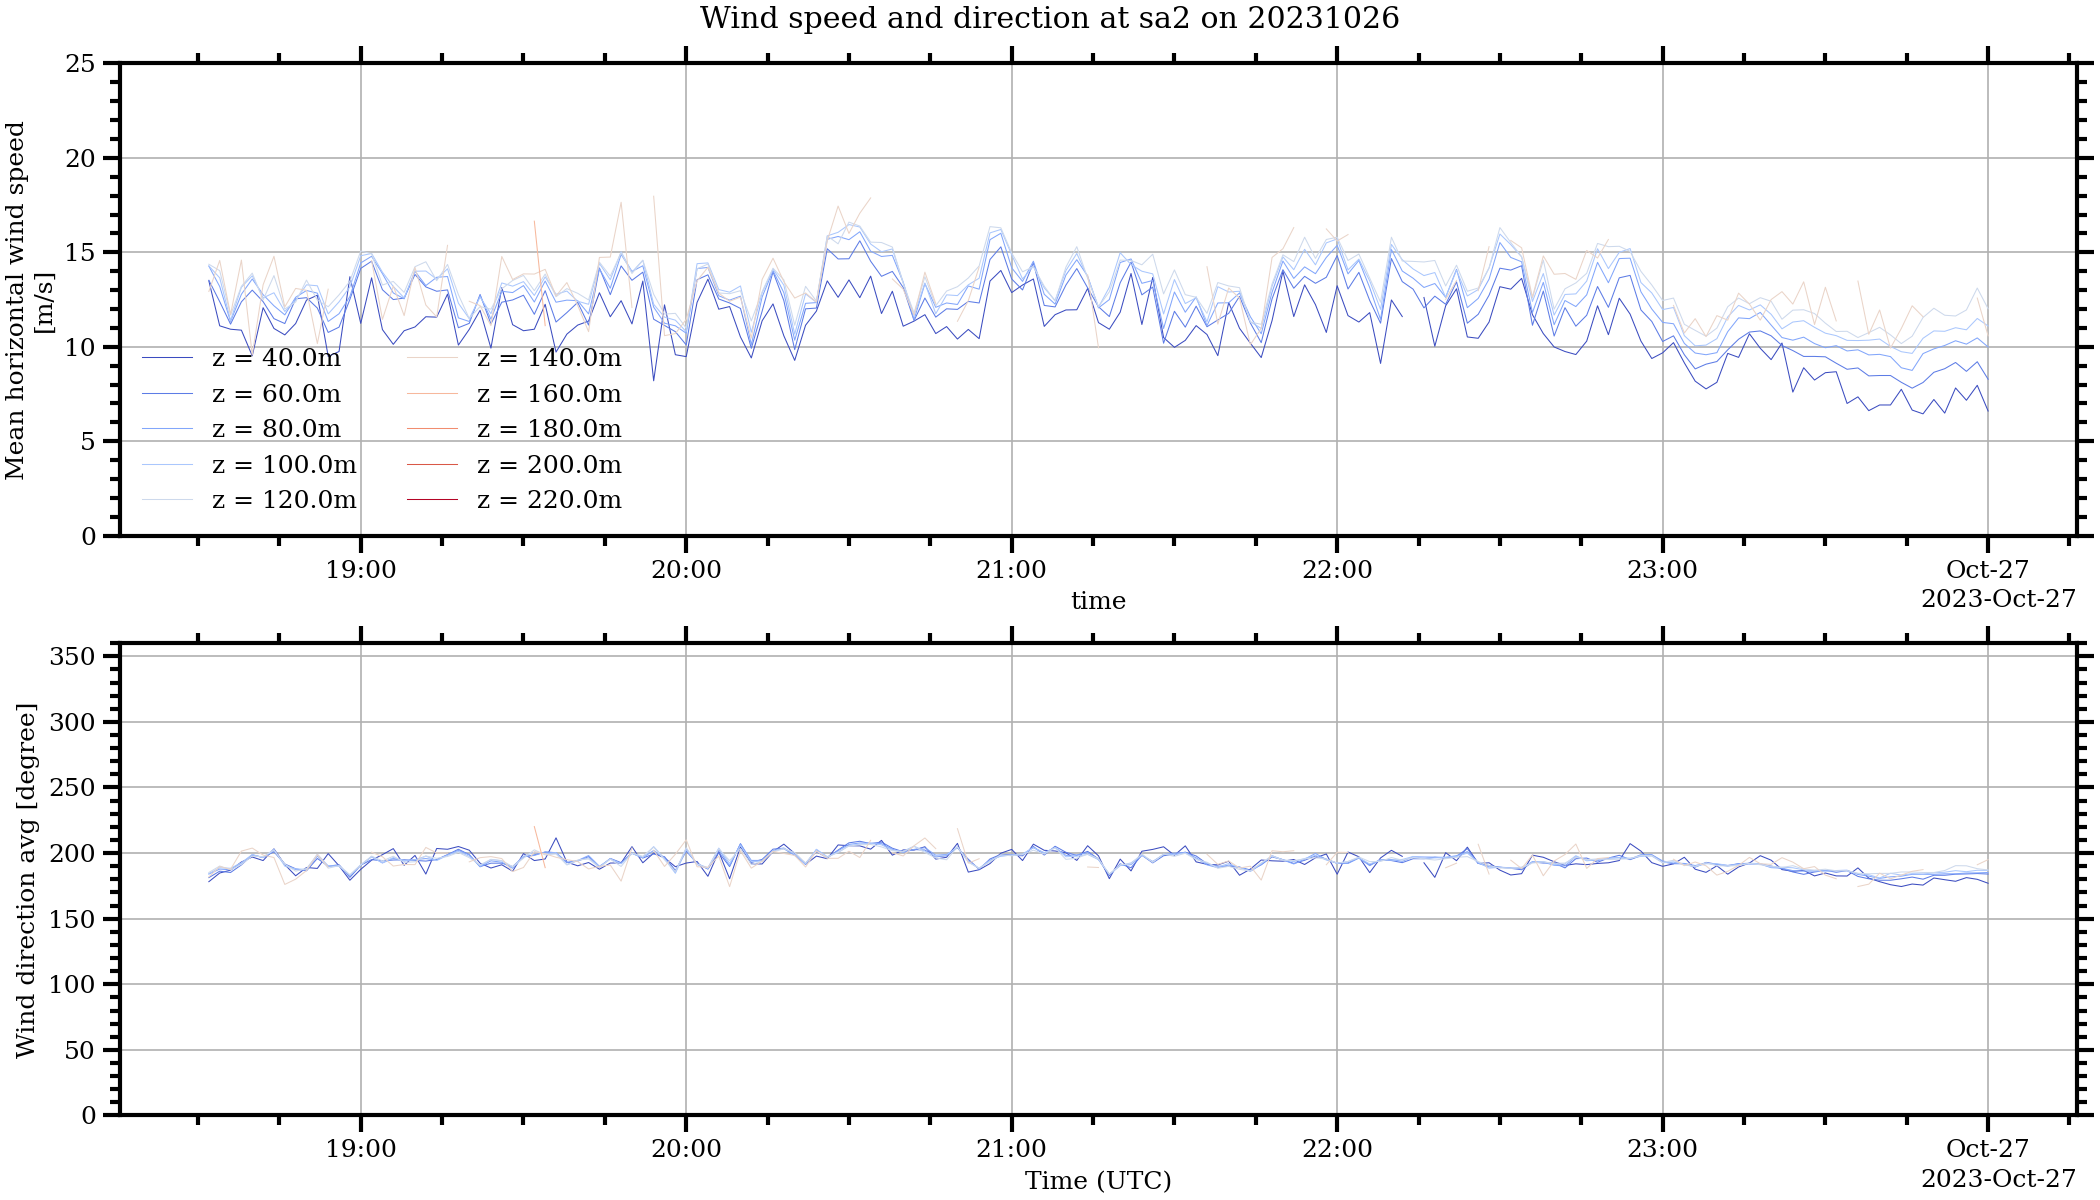 Wind speed and direction at sa2 on 20231026
Mean horizontal wind speed
[m/s]
25
20
15
10
5
0
z = 40.0m
z = 60.0m
z = 80.0m
z = 100.0m
z = 120.0m
z = 140.0m
z = 160.0m
z = 180.0m
z = 200.0m
z = 220.0m
19:00 20:00 21:00 22:00 23:00 Oct-27
time
2023-Oct-27
Wind direction avg [degree]
350
300
250
200
150
100
50
0
19:00 20:00 21:00 22:00 23:00 Oct-27
Time (UTC)
2023-Oct-27